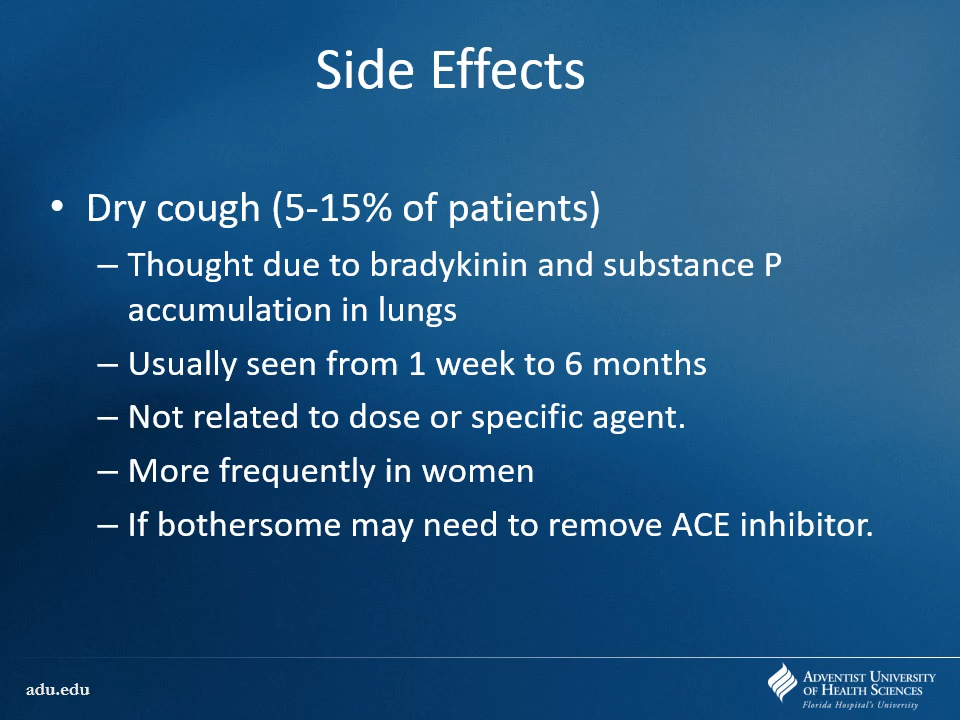 Side Effects
• Dry cough (5-15% of patients)
– Thought due to bradykinin and substance P
accumulation in lungs
– Usually seen from 1 week to 6 months
– Not related to dose or specific agent.
– More frequently in women
– If bothersome may need to remove ACE inhibitor.
adu.edu
ADVENTIST UNIVERSITY
OF HEALTH SCIENCES
Florida Hospital's University